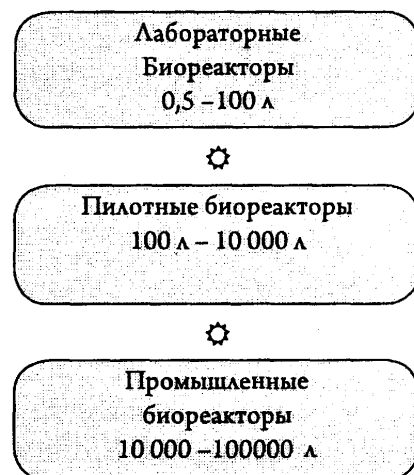 Лабораторные
Биореакторы
0,5 –100 л
Пилотные биореакторы
100 л – 10 000 л
Промышленные
биореакторы
10 000 –100000 л